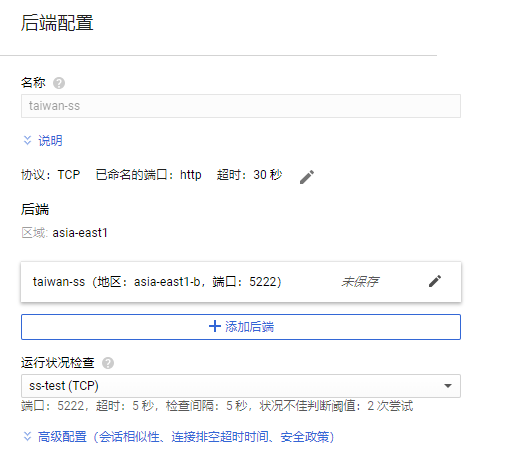 后端配置
名称
taiwan-ss
说明
协议：TCP 已命名的端口：http 超时：30 秒
后端
区域: asia-east1
taiwan-ss（地区：asia-east1-b，端口：5222） 未保存
添加后端
运行状况检查
ss-test (TCP)
端口：5222，超时：5 秒，检查间隔：5 秒，状况不佳判断阈值：2 次尝试
高级配置（会话相似性、连接排空超时时间、安全政策）